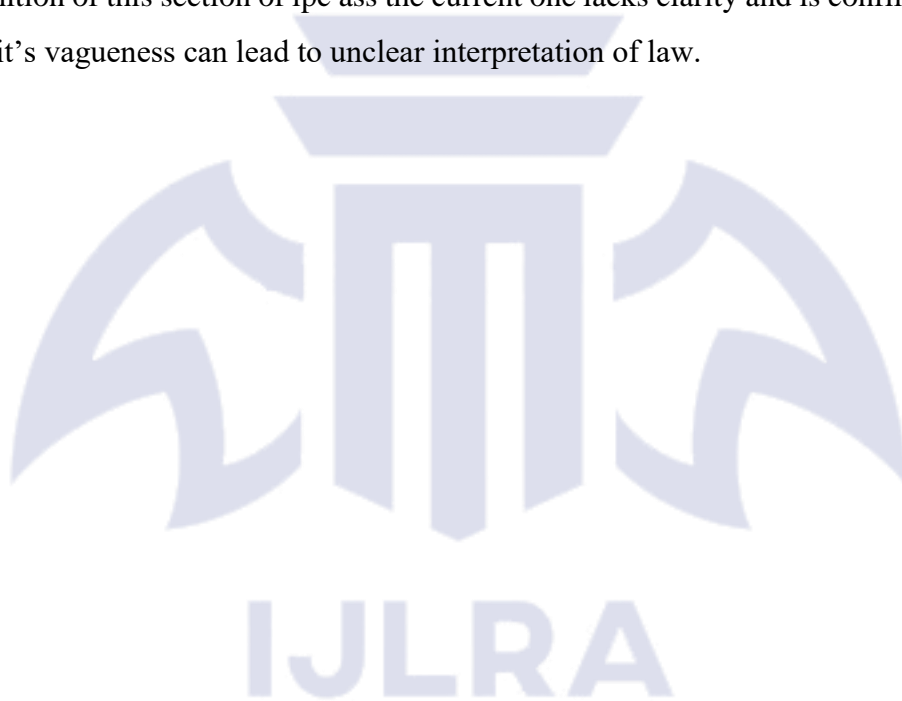 of this section of ipc ass the current one lacks clarity and is
it's vagueness can lead to unclear interpretation of law.
IJLRA